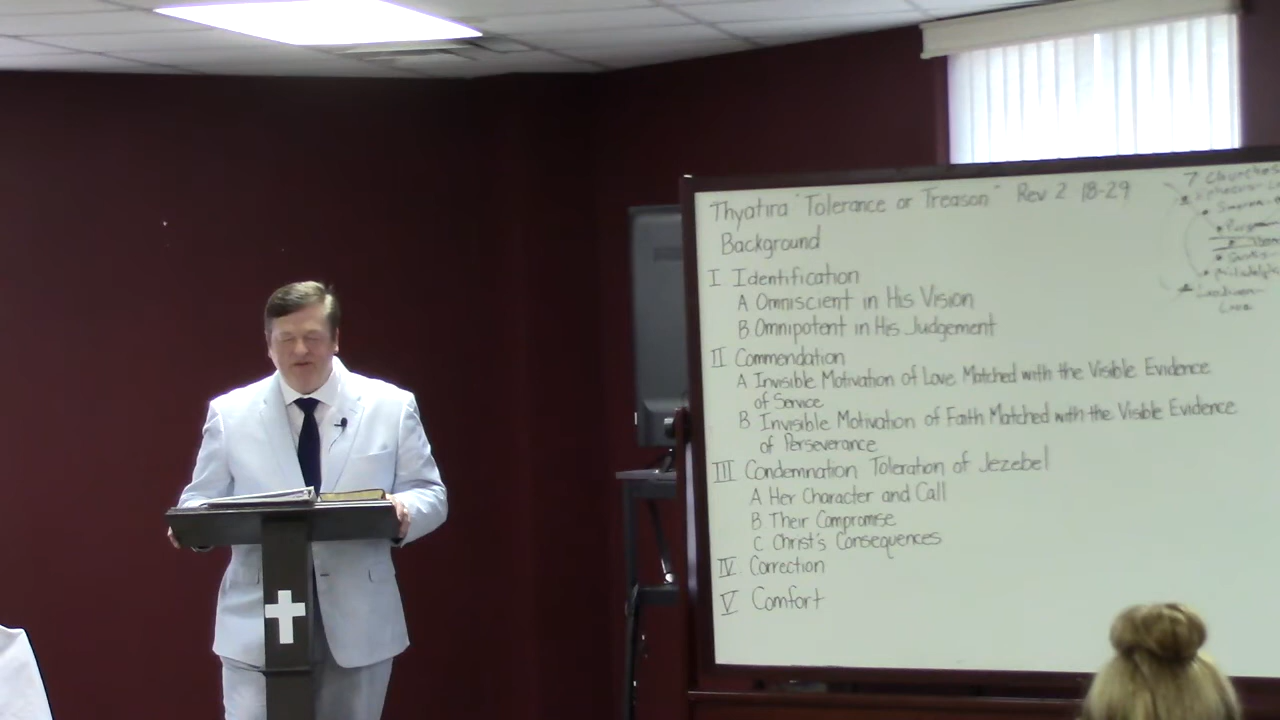 Thyatira "Tolerance or Treason" Rev 2 18-29
Background
I Identification
A Omniscient in His Vision
B Omnipotent in His Judgement
II Commendation
A Invisible Motivation of Love Matched with the Visible Evidence
of Service
B Invisible Motivation of Faith Matched with the Visible Evidence
of Perseverance
III Condemnation Toleration of Jezebel
A Her Character and Call
B Their Compromise
C Christ's Consequences
IV Correction
V Comfort
7 Churches